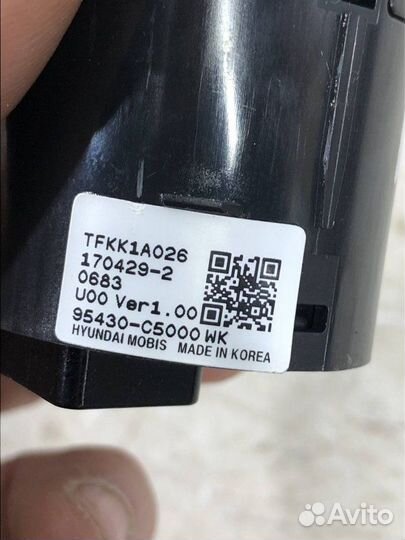 TFKK1A026
170429-2
0683
U00 Ver1.00
95430-C5000 WK
HYUNDAI MOBIS MADE IN KOREA
Avito